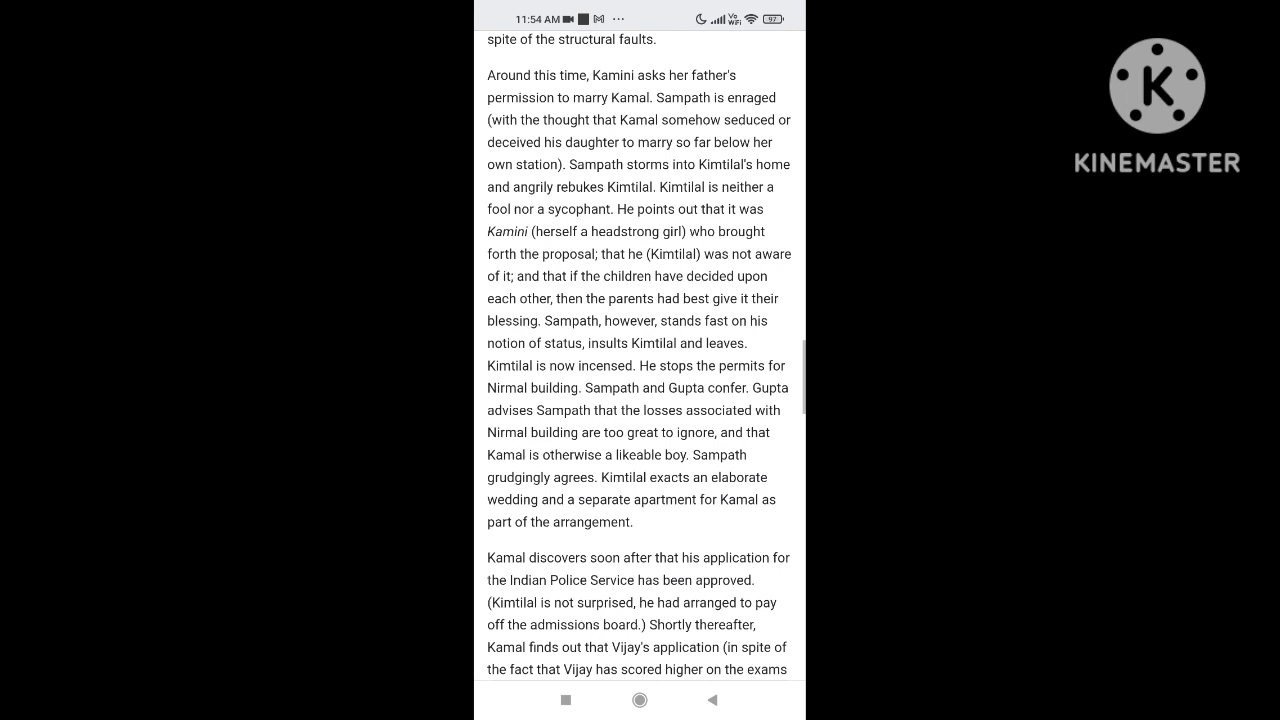 11:54 AM
Vo
WiFi
97
K
KINEMASTER
spite of the structural faults.
Around this time, Kamini asks her father's
permission to marry Kamal. Sampath is enraged
(with the thought that Kamal somehow seduced or
deceived his daughter to marry so far below her
own station). Sampath storms into Kimtilal's home
and angrily rebukes Kimtilal. Kimtilal is neither a
fool nor a sycophant. He points out that it was
Kamini (herself a headstrong girl) who brought
forth the proposal; that he (Kimtilal) was not aware
of it; and that if the children have decided upon
each other, then the parents had best give it their
blessing. Sampath, however, stands fast on his
notion of status, insults Kimtilal and leaves.
Kimtilal is now incensed. He stops the permits for
Nirmal building. Sampath and Gupta confer. Gupta
advises Sampath that the losses associated with
Nirmal building are too great to ignore, and that
Kamal is otherwise a likeable boy. Sampath
grudgingly agrees. Kimtilal exacts an elaborate
wedding and a separate apartment for Kamal as
part of the arrangement.
Kamal discovers soon after that his application for
the Indian Police Service has been approved.
(Kimtilal is not surprised, he had arranged to pay
off the admissions board.) Shortly thereafter,
Kamal finds out that Vijay's application (in spite of
the fact that Vijay has scored higher on the exams